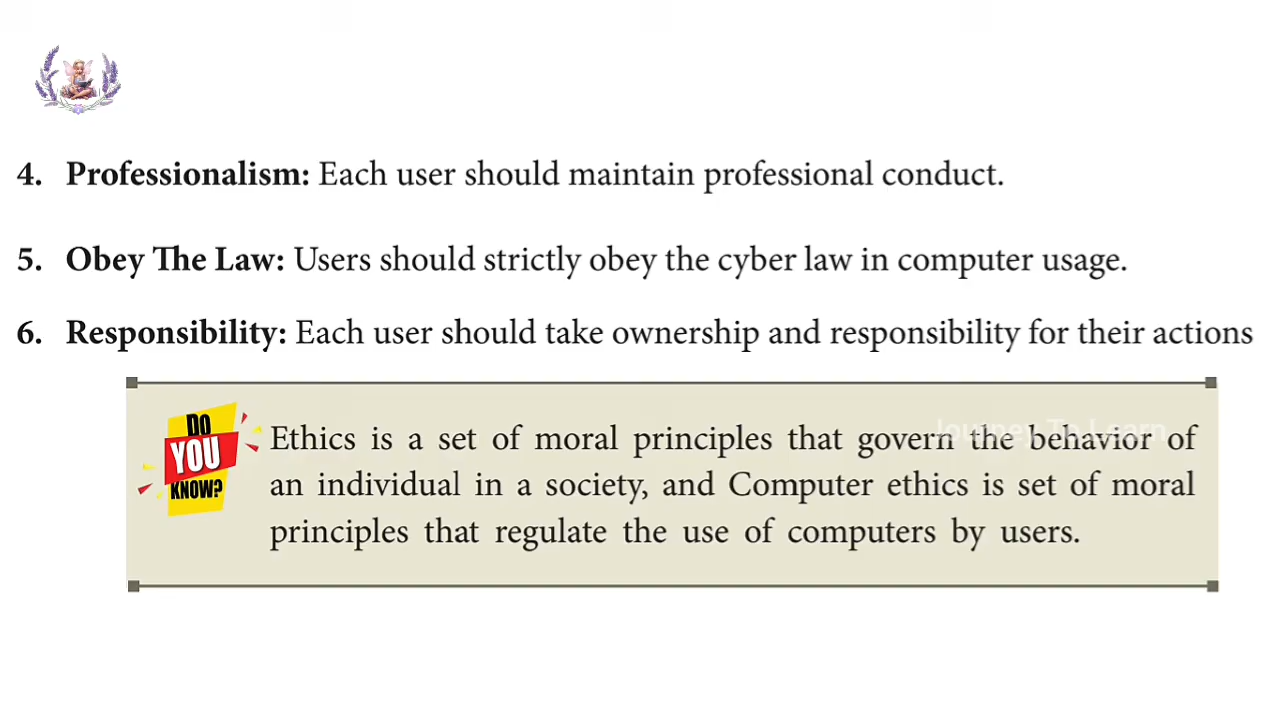 4. Professionalism: Each user should maintain professional conduct.
5. Obey The Law: Users should strictly obey the cyber law in computer usage.
6. Responsibility: Each user should take ownership and responsibility for their actions
DO
YOU
KNOW?
Ethics is a set of moral principles that govern the behavior of
an individual in a society, and Computer ethics is set of moral
principles that regulate the use of computers by users.
Journey To Learn